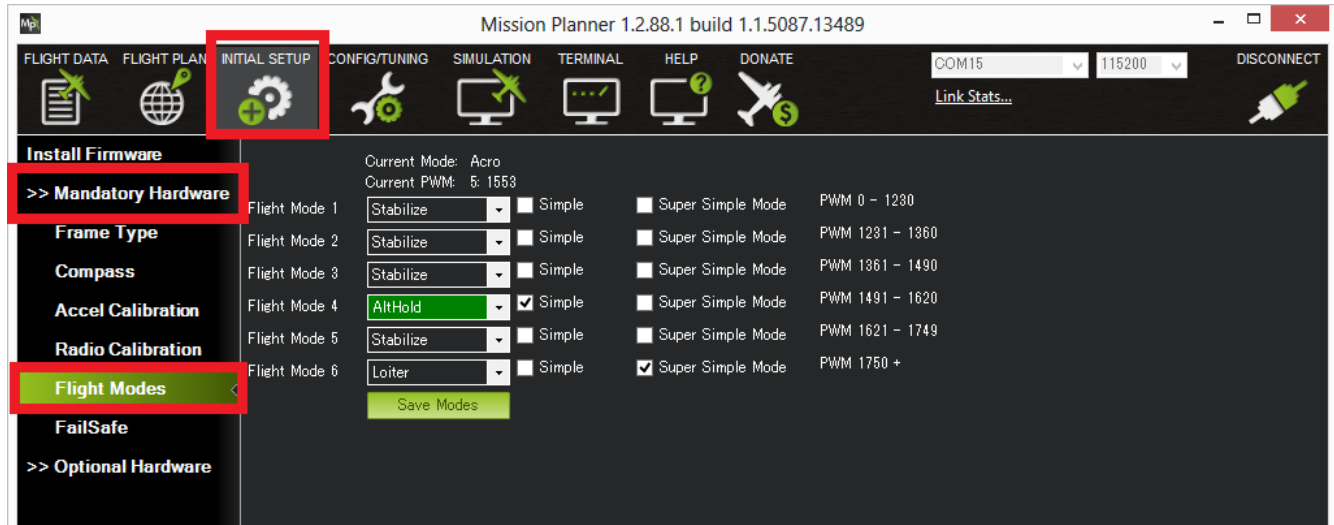 Mp
Mission Planner 1.2.88.1 build 1.1.5087.13489
FLIGHT DATA FLIGHT PLAN INITIAL SETUP CONFIG/TUNING SIMULATION TERMINAL HELP DONATE COM15 115200 DISCONNECT
Link Stats...
Install Firmware
>> Mandatory Hardware
Frame Type
Compass
Accel Calibration
Radio Calibration
Flight Modes
FailSafe
>> Optional Hardware
Current Mode: Acro
Current PWM: 5: 1553
Flight Mode 1 Stabilize Simple Super Simple Mode PWM 0 - 1230
Flight Mode 2 Stabilize Simple Super Simple Mode PWM 1231 - 1360
Flight Mode 3 Stabilize Simple Super Simple Mode PWM 1361 - 1490
Flight Mode 4 AltHold Simple Super Simple Mode PWM 1491 - 1620
Flight Mode 5 Stabilize Simple Super Simple Mode PWM 1621 - 1749
Flight Mode 6 Loiter Simple Super Simple Mode PWM 1750 +
Save Modes